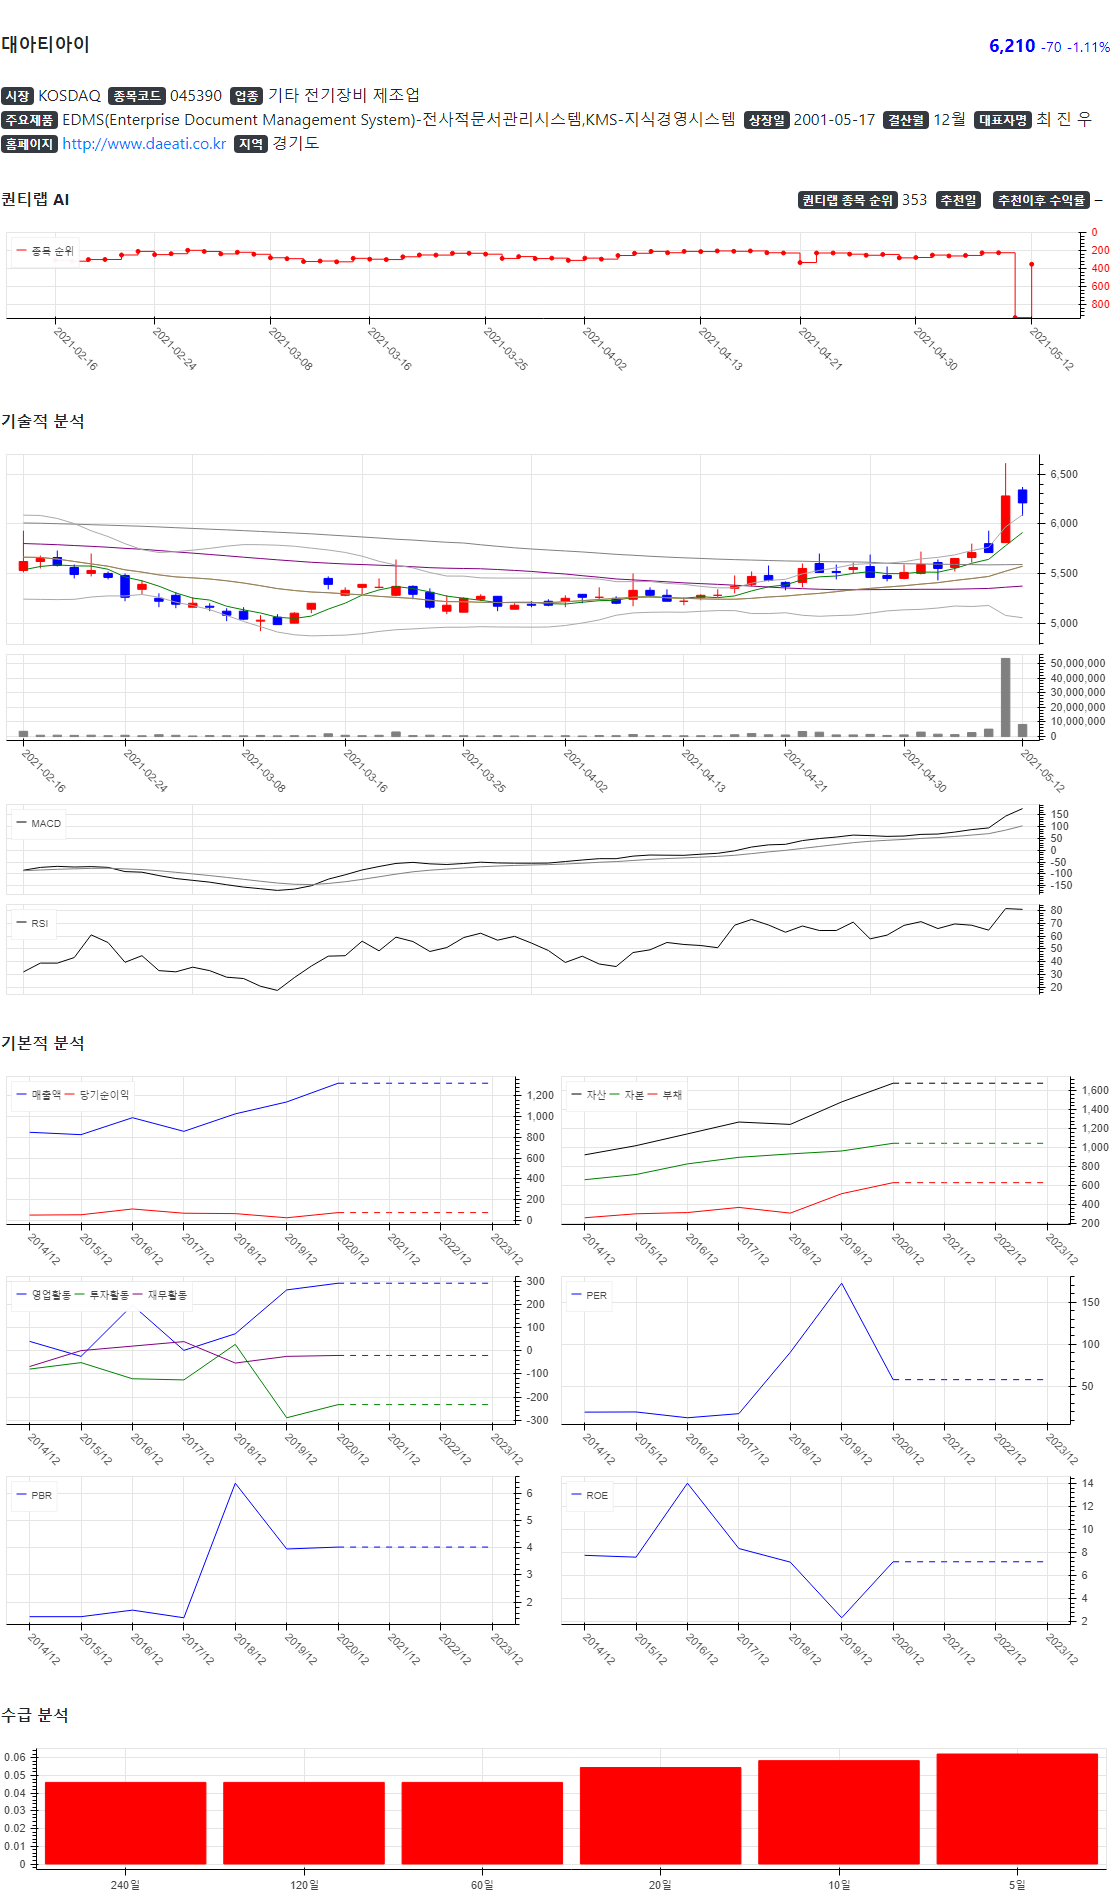 대아티아이
6,210 -70 -1.11%
시장 KOSDAQ 종목코드 045390 업종 기타 전기장비 제조업
주요제품 EDMS(Enterprise Document Management System)-전사적문서관리시스템,KMS-지식경영시스템 상장일 2001-05-17 결산월 12월 대표자명 최 진 우
홈페이지 http://www.daeati.co.kr 지역 경기도
퀀티랩 AI
퀀티랩 종목 순위 353 추천일 추천이후 수익률 –
종목 순위
0
200
400
600
800
2021-02-16 2021-02-24 2021-03-08 2021-03-16 2021-03-25 2021-04-02 2021-04-13 2021-04-21 2021-04-30 2021-05-12
기술적 분석
6,500
6,000
5,500
5,000
50,000,000
40,000,000
30,000,000
20,000,000
10,000,000
0
2021-02-16 2021-02-24 2021-03-08 2021-03-16 2021-03-25 2021-04-02 2021-04-13 2021-04-21 2021-04-30 2021-05-12
MACD
150
100
50
0
-50
-100
-150
RSI
80
70
60
50
40
30
20
기본적 분석
매출액 당기순이익
1,200
1,000
800
600
400
200
0
2014/12 2015/12 2016/12 2017/12 2018/12 2019/12 2020/12 2021/12 2022/12 2023/12
자산 자본 부채
1,600
1,400
1,200
1,000
800
600
400
200
2014/12 2015/12 2016/12 2017/12 2018/12 2019/12 2020/12 2021/12 2022/12 2023/12
영업활동 투자활동 재무활동
300
200
100
0
-100
-200
-300
2014/12 2015/12 2016/12 2017/12 2018/12 2019/12 2020/12 2021/12 2022/12 2023/12
PER
150
100
50
2014/12 2015/12 2016/12 2017/12 2018/12 2019/12 2020/12 2021/12 2022/12 2023/12
PBR
6
5
4
3
2
2014/12 2015/12 2016/12 2017/12 2018/12 2019/12 2020/12 2021/12 2022/12 2023/12
ROE
14
12
10
8
6
4
2
2014/12 2015/12 2016/12 2017/12 2018/12 2019/12 2020/12 2021/12 2022/12 2023/12
수급 분석
0.06
0.05
0.04
0.03
0.02
0.01
0
240일 120일 60일 20일 10일 5일